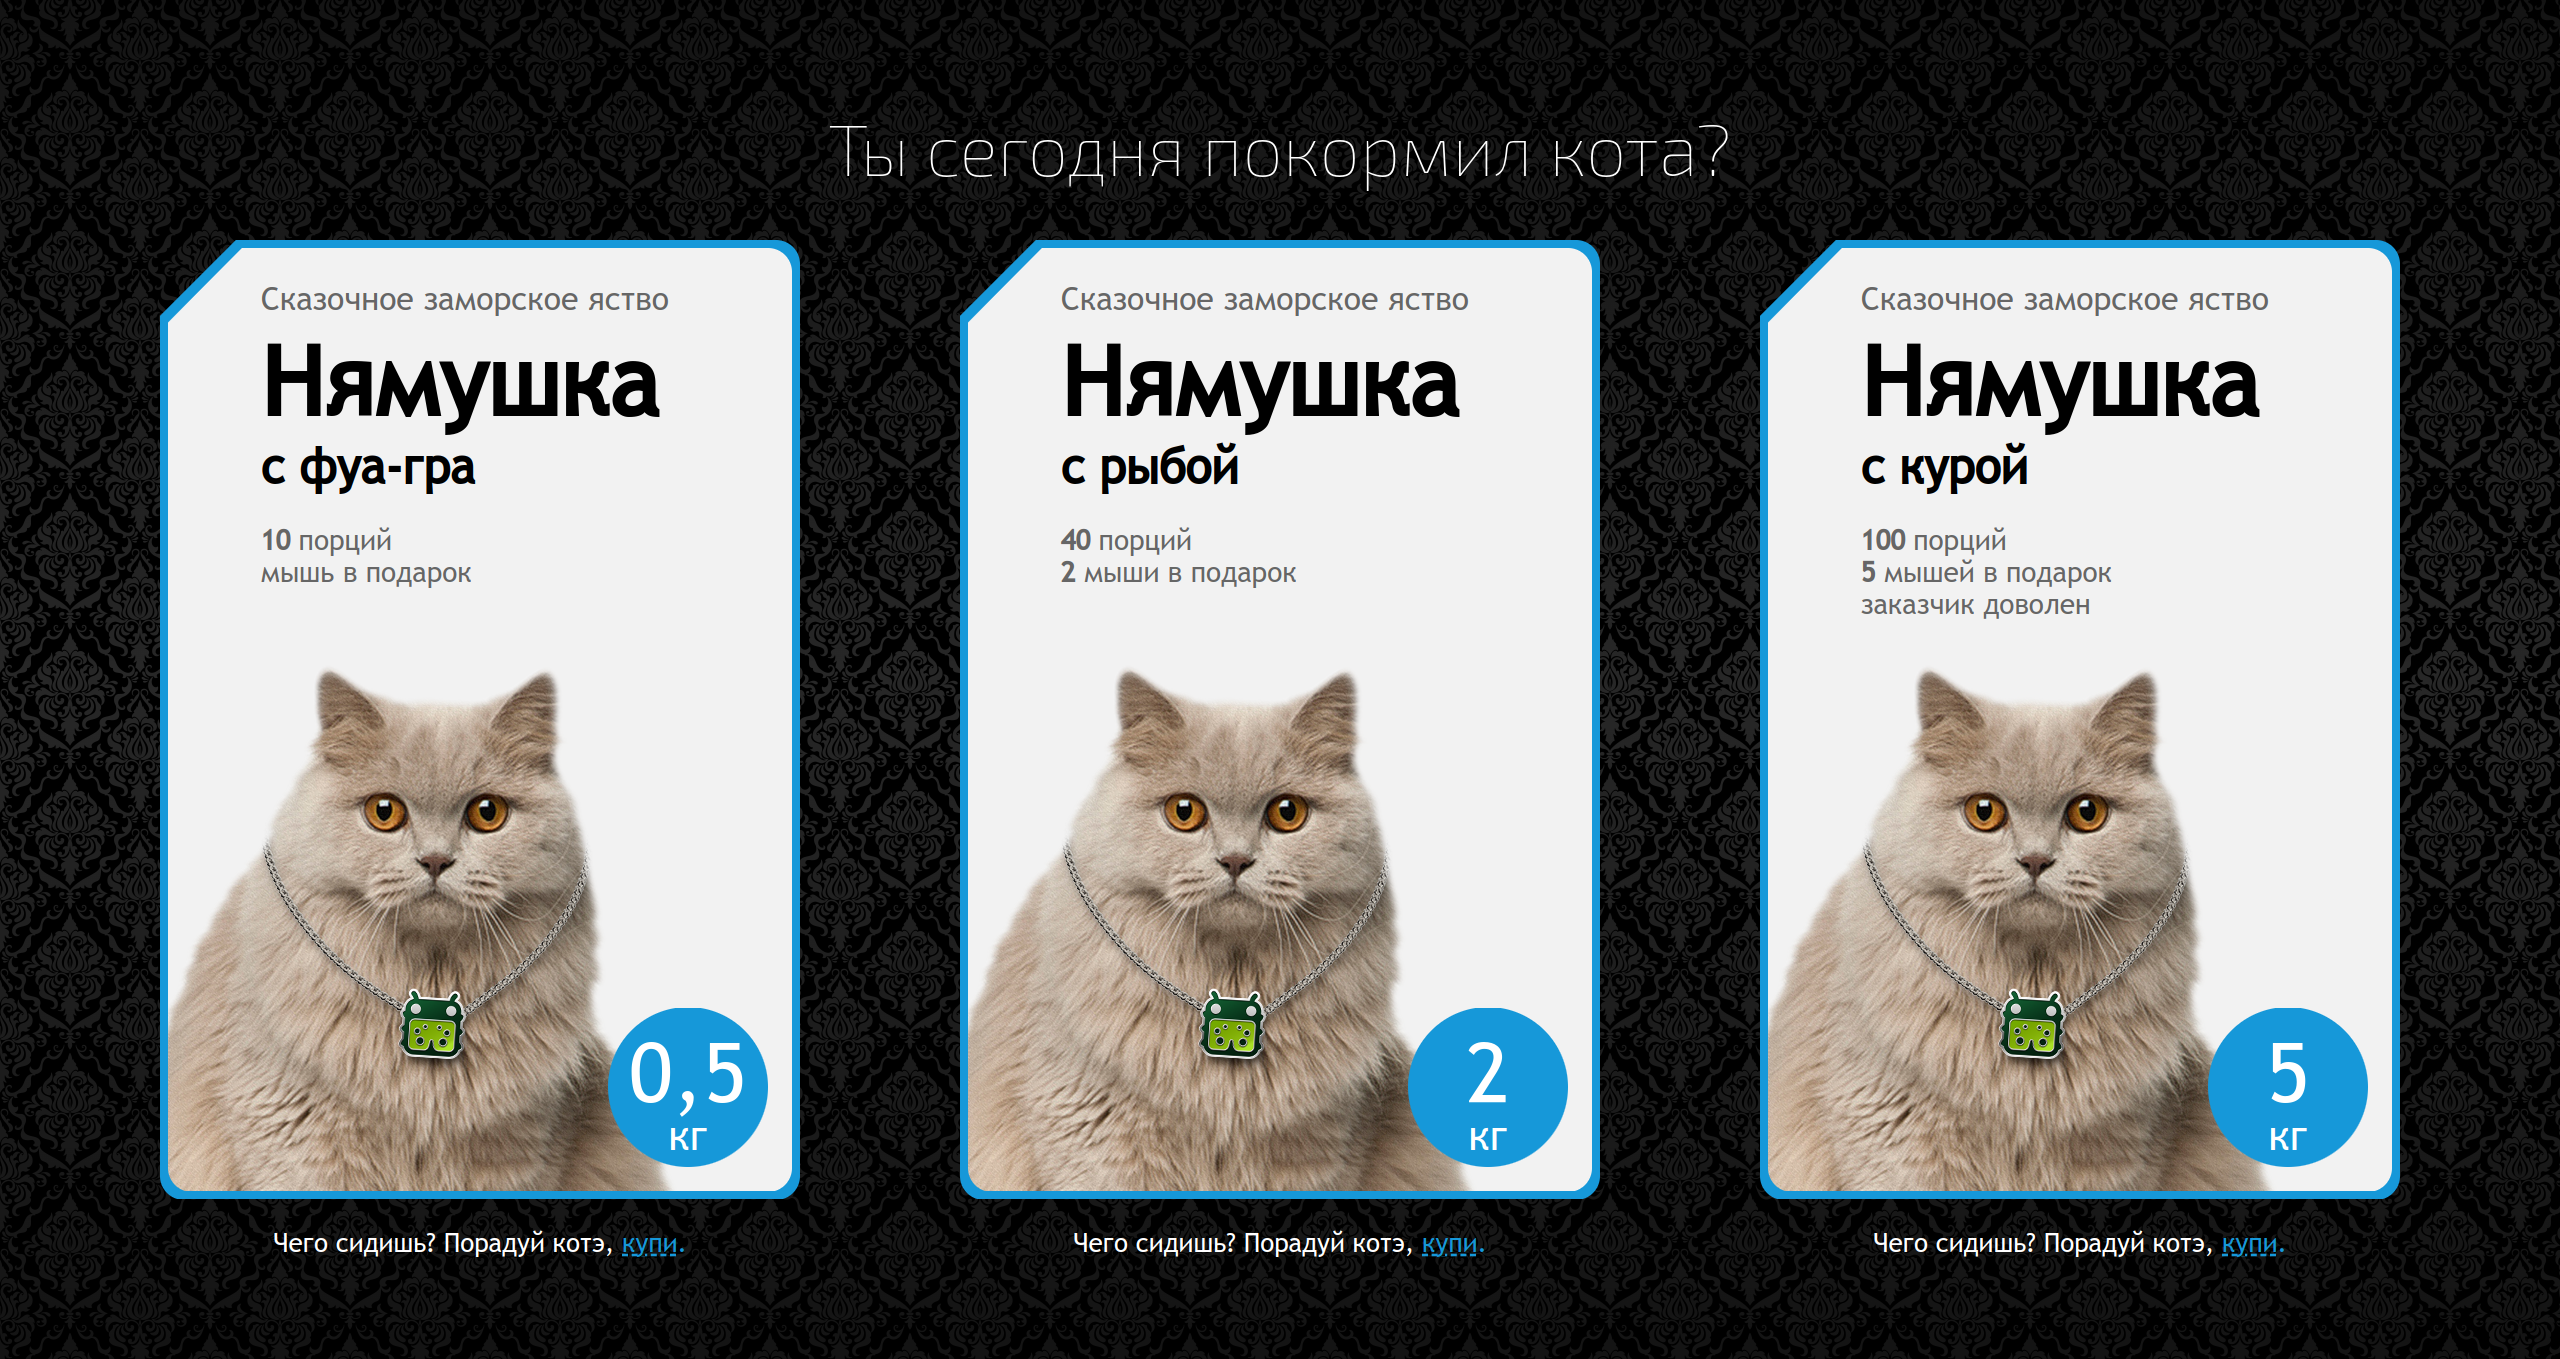 Ты сегодня покормил кота?
Сказочное заморское яство
Нямушка
с фуа-гра
10 порций
мышь в подарок
0,5
кг
Чего сидишь? Порадуй котэ, купи.
Сказочное заморское яство
Нямушка
с рыбой
40 порций
2 мыши в подарок
2
кг
Чего сидишь? Порадуй котэ, купи.
Сказочное заморское яство
Нямушка
с курой
100 порций
5 мышей в подарок
заказчик доволен
5
кг
Чего сидишь? Порадуй котэ, купи.